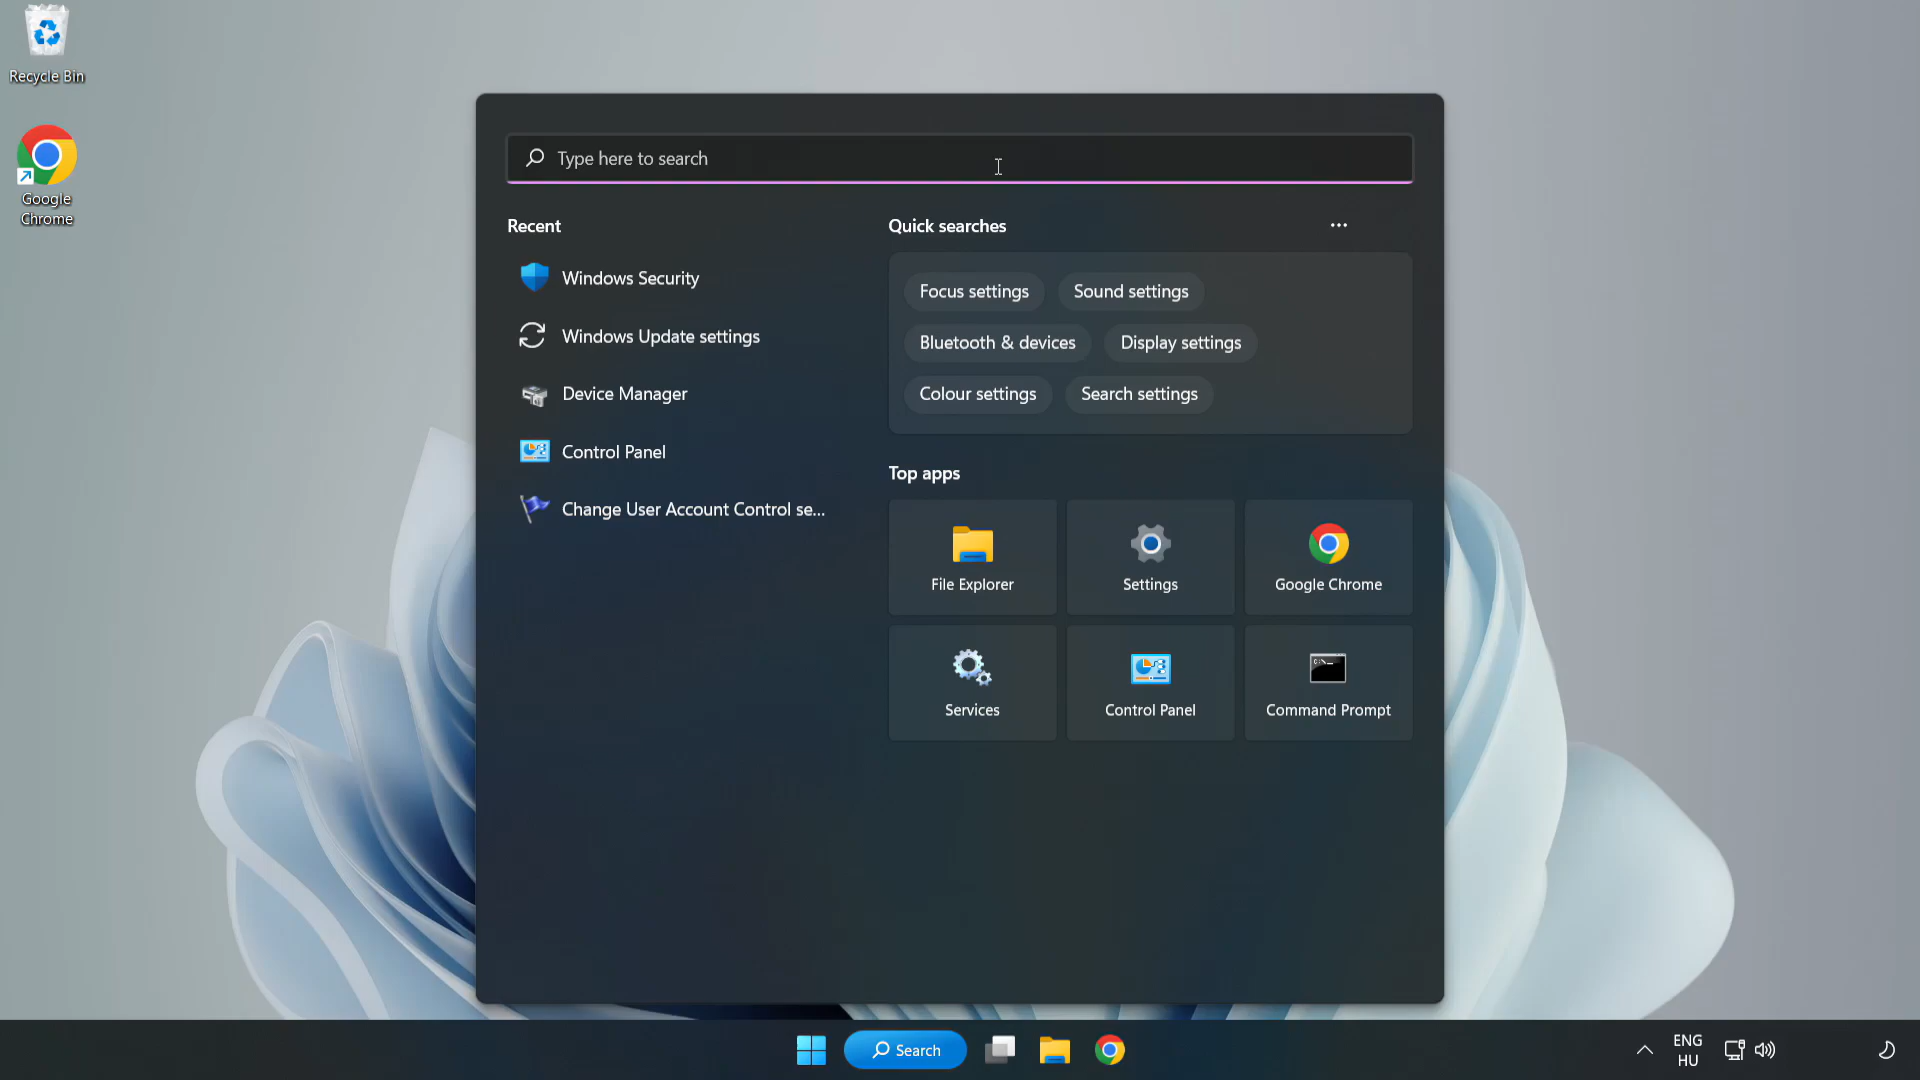 Recycle Bin
Google
Chrome
Type here to search
Recent
Windows Security
Windows Update settings
Device Manager
Control Panel
Change User Account Control se...
Quick searches
Focus settings
Sound settings
Bluetooth & devices
Display settings
Colour settings
Search settings
Top apps
File Explorer
Settings
Google Chrome
Services
Control Panel
Command Prompt
Search
ENG
HU